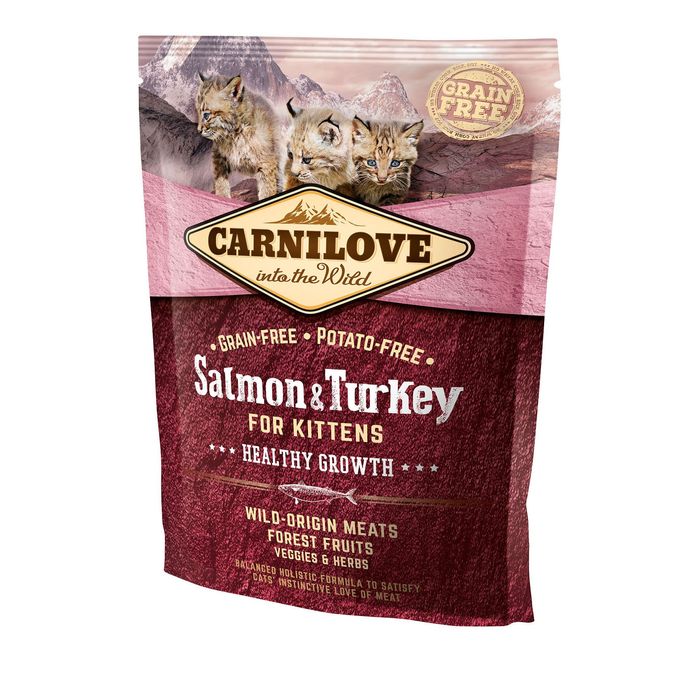 GRAIN
FREE
CARNILOVE
into the Wild
• GRAIN-FREE • POTATO-FREE •
Salmon & Turkey
FOR KITTENS
HEALTHY GROWTH
WILD-ORIGIN MEATS
FOREST FRUITS
VEGGIES & HERBS
BALANCED HOLISTIC FORMULA TO SATISFY
CATS' INSTINCTIVE LOVE OF MEAT